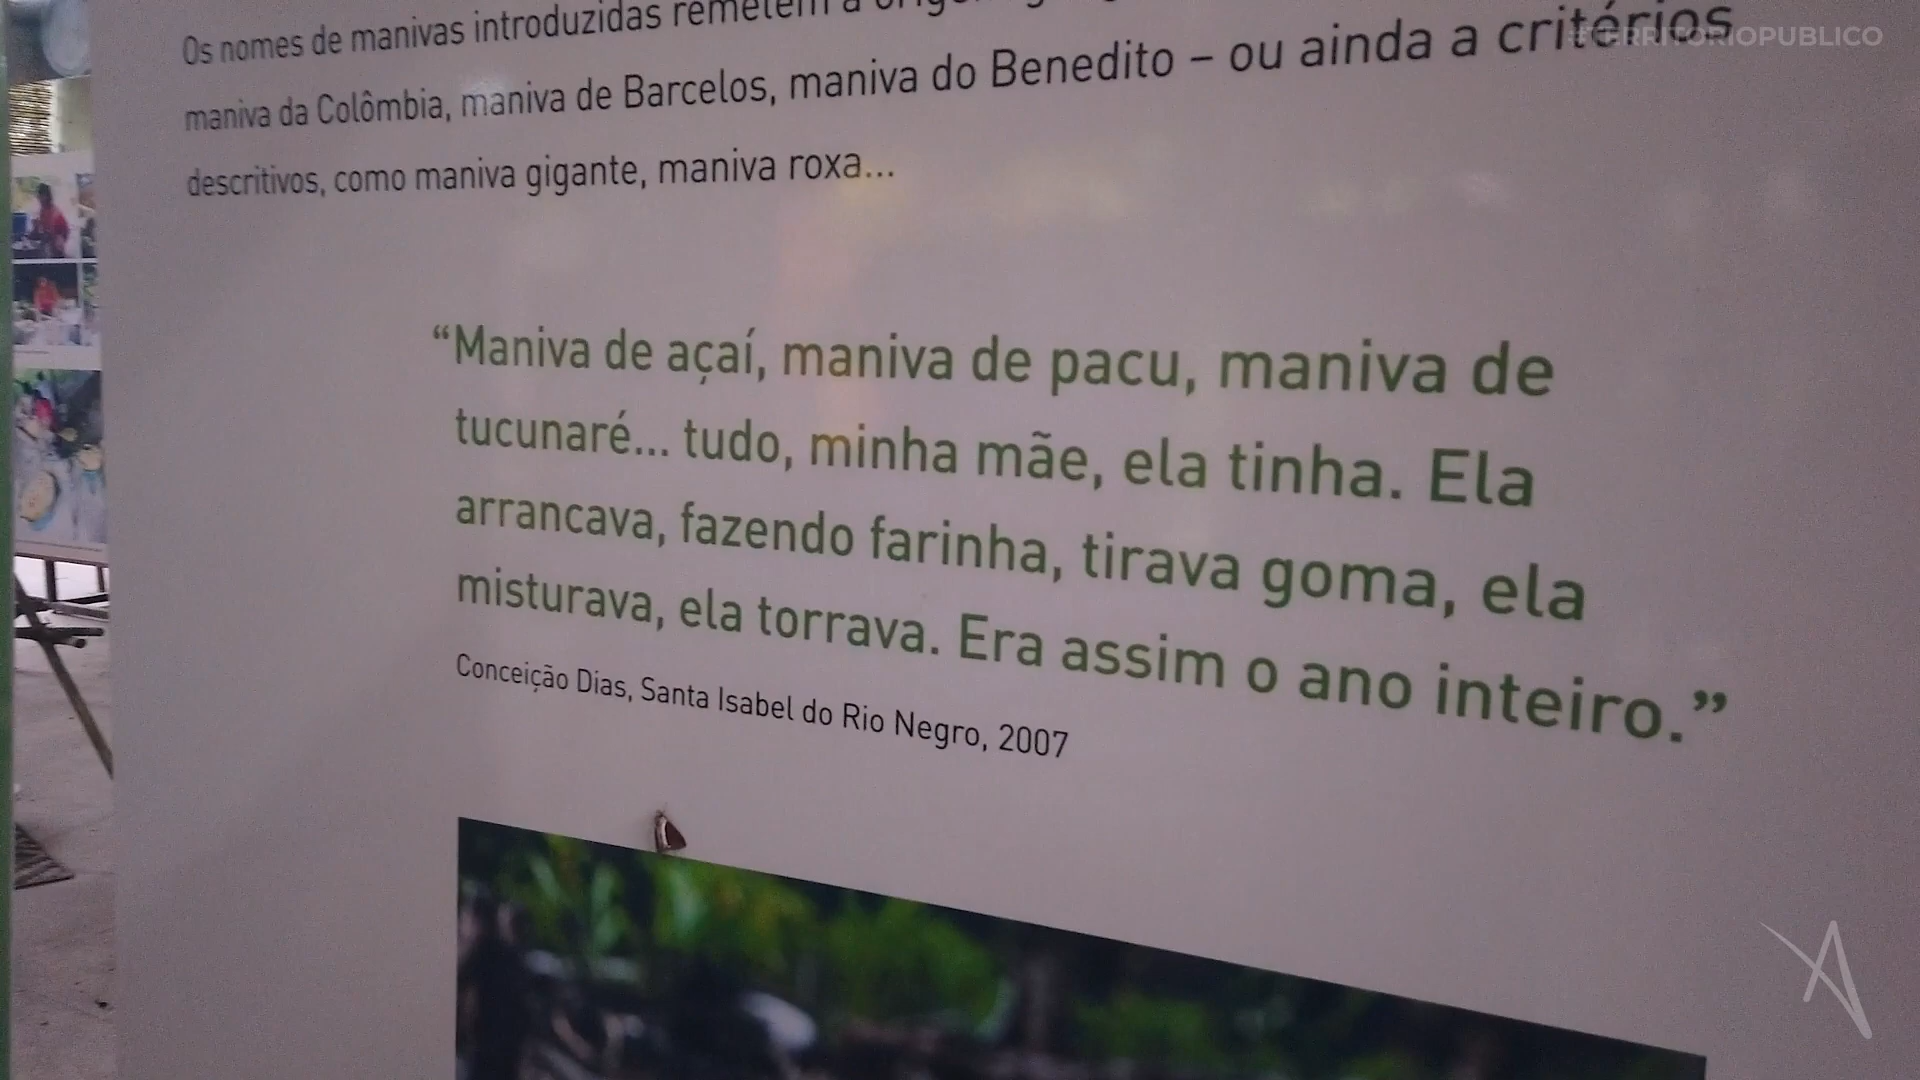 Os nomes de manivas introduzidas remetem a
#TERRITORIOPUBLICO
maniva da Colômbia, maniva de Barcelos, maniva do Benedito – ou ainda a critérios
descritivos, como maniva gigante, maniva roxa...
“Maniva de açaí, maniva de pacu, maniva de
tucunaré... tudo, minha mãe, ela tinha. Ela
arrancava, fazendo farinha, tirava goma, ela
misturava, ela torrava. Era assim o ano inteiro.”
Conceição Dias, Santa Isabel do Rio Negro, 2007